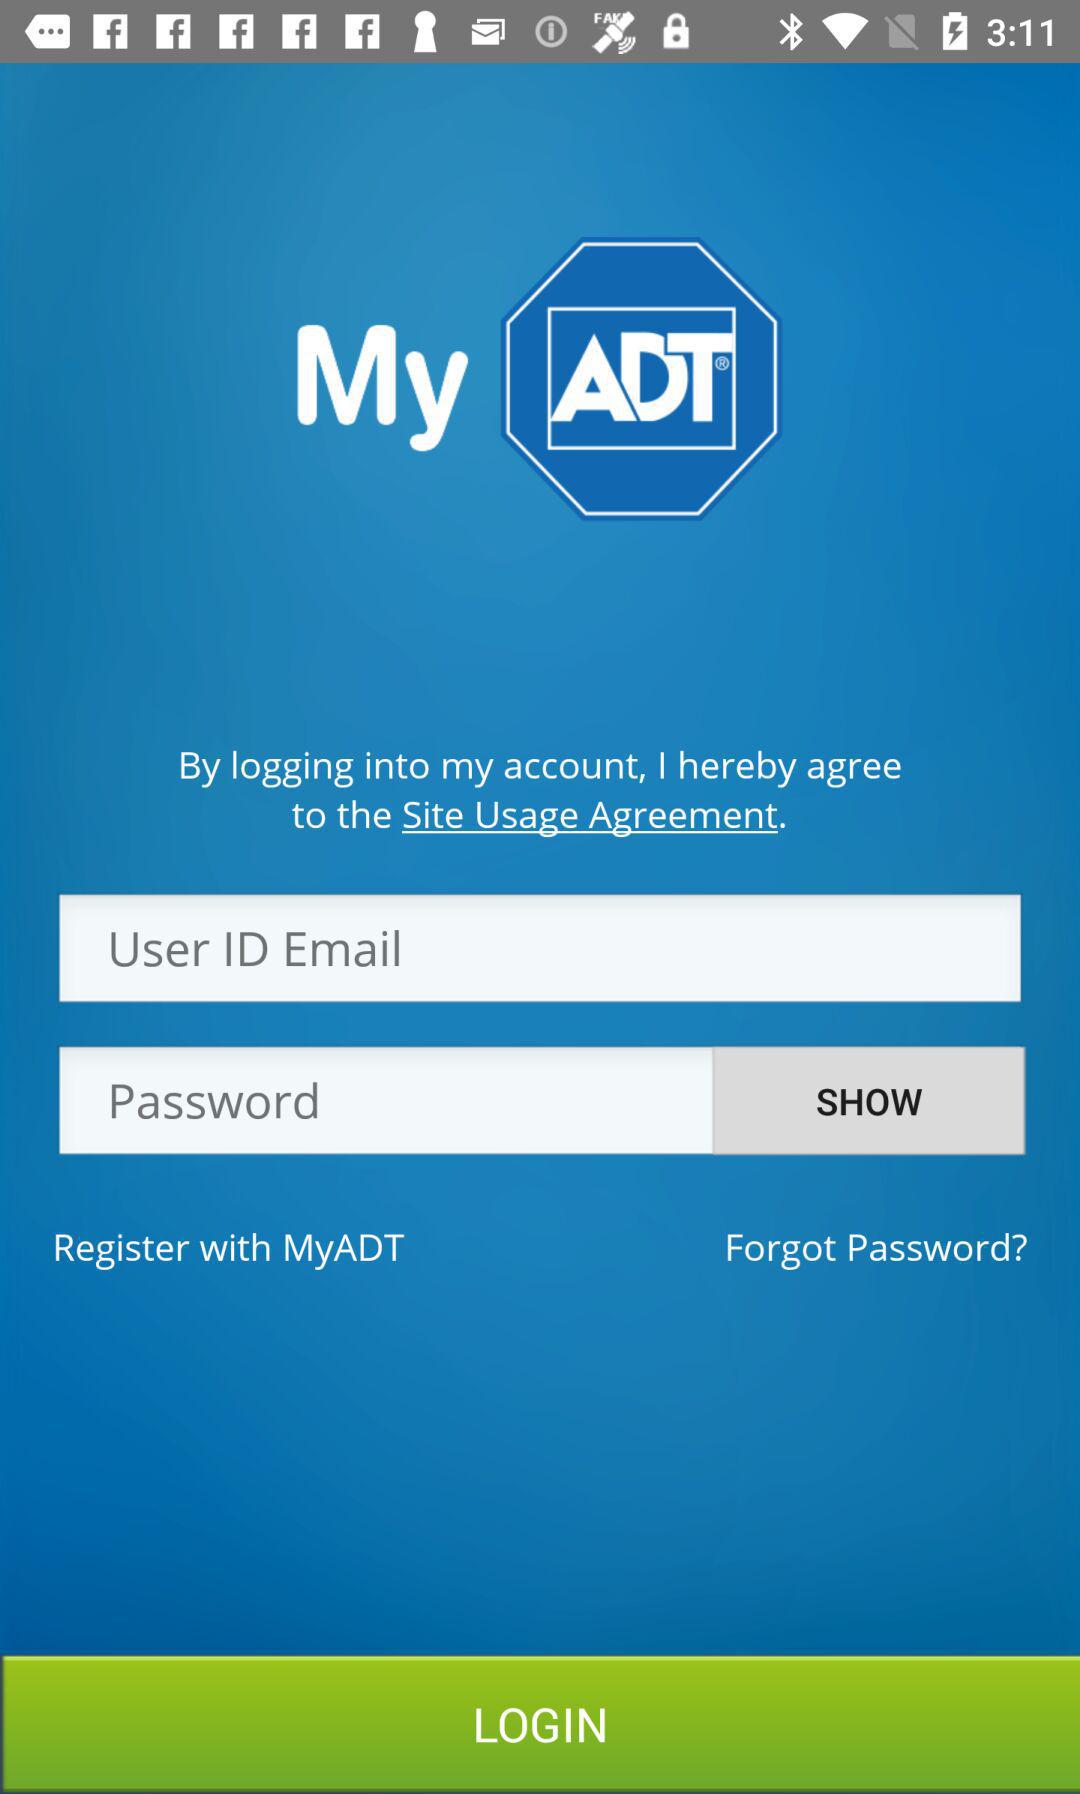 FAKE
3:11
My ADT®
By logging into my account, I hereby agree
to the Site Usage Agreement.
User ID Email
Password
SHOW
Register with MyADT
Forgot Password?
LOGIN